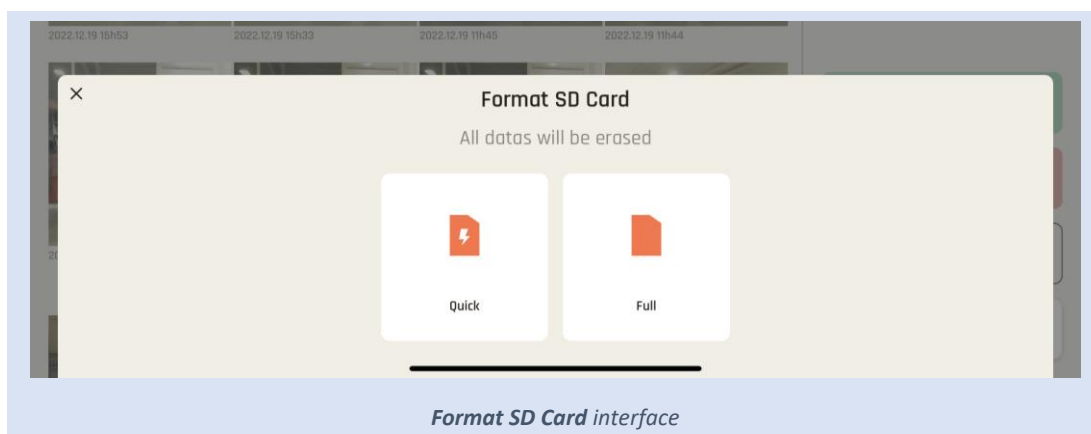 2022.12.19 15h53 2022.12.19 15h33 2022.12.19 11h45 2022.12.19 11h44
Format SD Card
All datas will be erased
Quick Full
Format SD Card interface